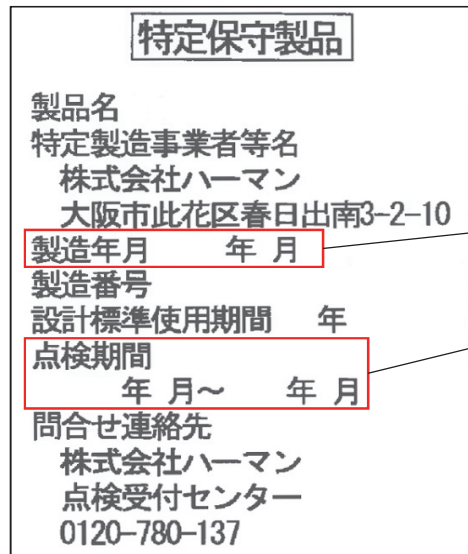 特定保守製品
製品名
特定製造事業者等名
株式会社ハーマン
大阪市此花区春日出南3-2-10
製造年月　　年 月
製造番号
設計標準使用期間　年
点検期間
年 月〜　　年 月
問合せ連絡先
株式会社ハーマン
点検受付センター
0120-780-137